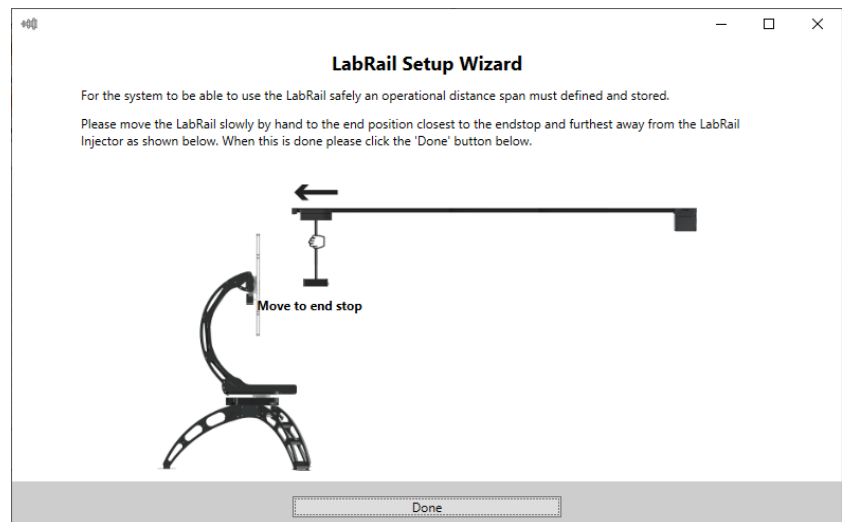 LabRail Setup Wizard
For the system to be able to use the LabRail safely an operational distance span must defined and stored.
Please move the LabRail slowly by hand to the end position closest to the endstop and furthest away from the LabRail
Injector as shown below. When this is done please click the 'Done' button below.
Move to end stop
Done